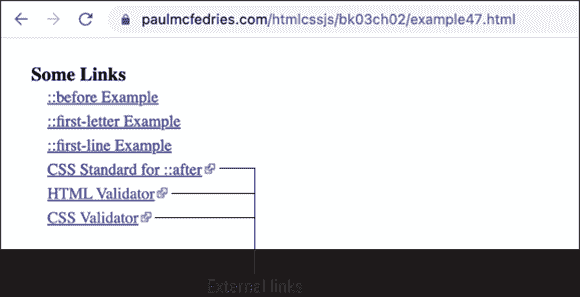 paulmcfedries.com/htmlcssjs/bk03ch02/example47.html
Some Links
::before Example
::first-letter Example
::first-line Example
CSS Standard for ::after
HTML Validator
CSS Validator
External links